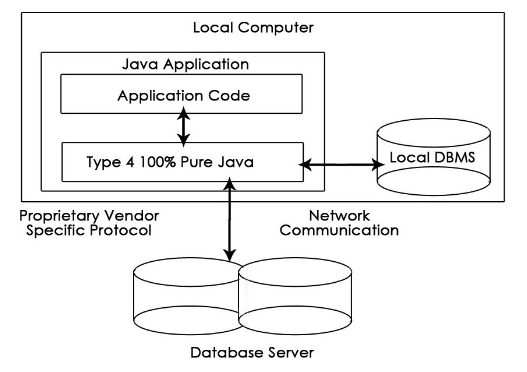 Local Computer
Java Application
Application Code
Type 4 100% Pure Java
Local DBMS
Proprietary Vendor
Specific Protocol
Network
Communication
Database Server